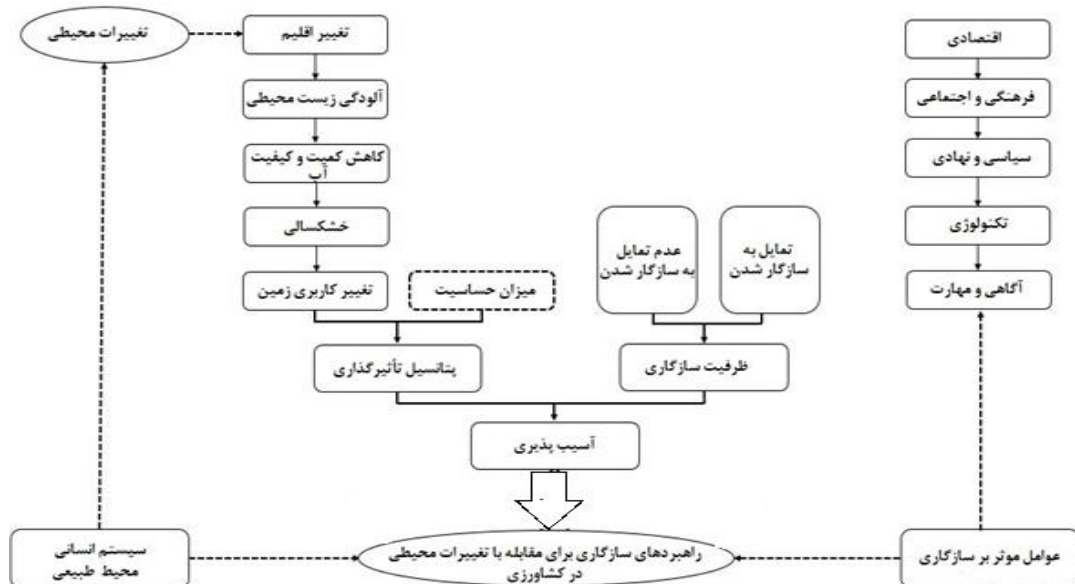 تغییرات محیطی
تغییر اقلیم
آلودگی زیست محیطی
کاهش کمیت و کیفیت
آب
خشکسالی
تغییر کاربری زمین
میزان حساسیت
پتانسیل تأثیرگذاری
عدم تمایل
به سازگار شدن
تمایل به
سازگار شدن
ظرفیت سازگاری
آسیب پذیری
اقتصادی
فرهنگی و اجتماعی
سیاسی و نهادی
تکنولوژی
آگاهی و مهارت
عوامل موثر بر سازگاری
راهبردهای سازگاری برای مقابله با تغییرات محیطی
در کشاورزی
سیستم انسانی
محیط طبیعی